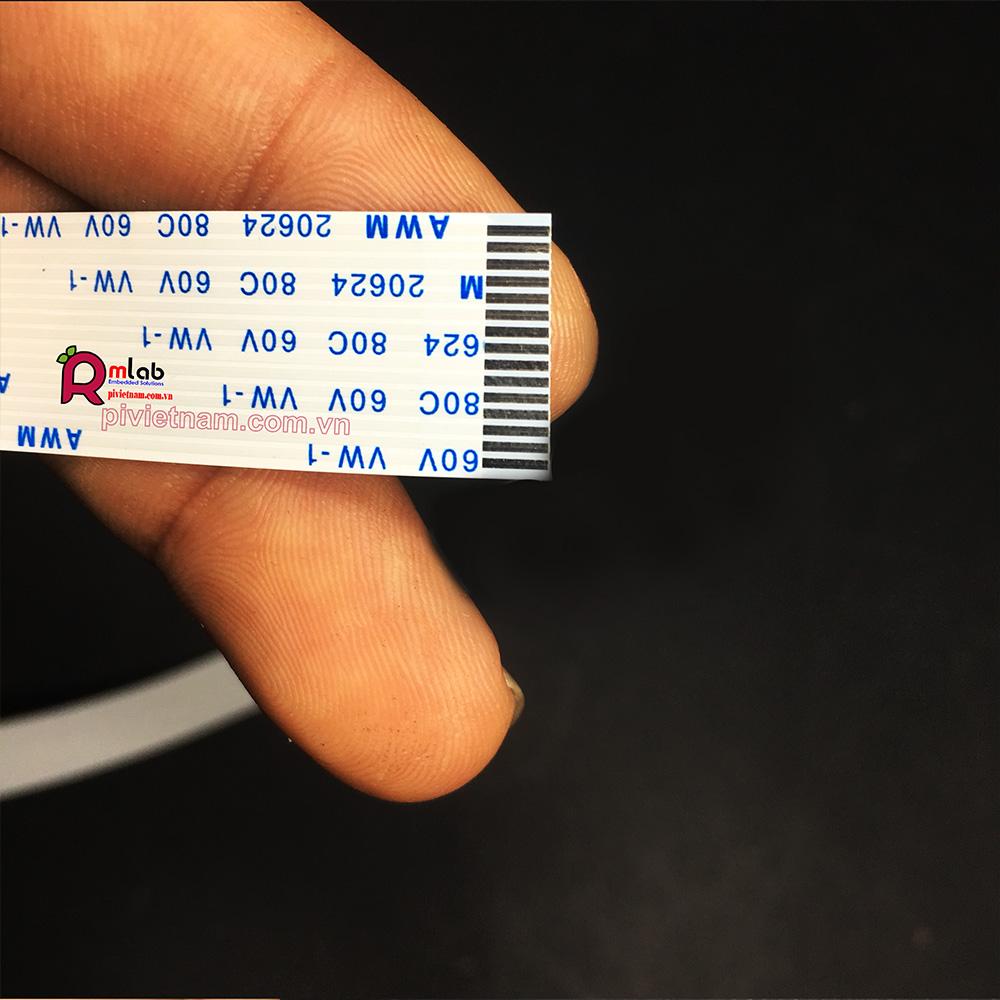 60V VW-1 AWM
80C 60V VW-1 A
624 80C 60V VW-1
M 20624 80C 60V VW-1
AWM 20624 80C 60V VW-1
Rmlab
Embedded Solutions
pivietnam.com.vn
pivietnam.com.vn